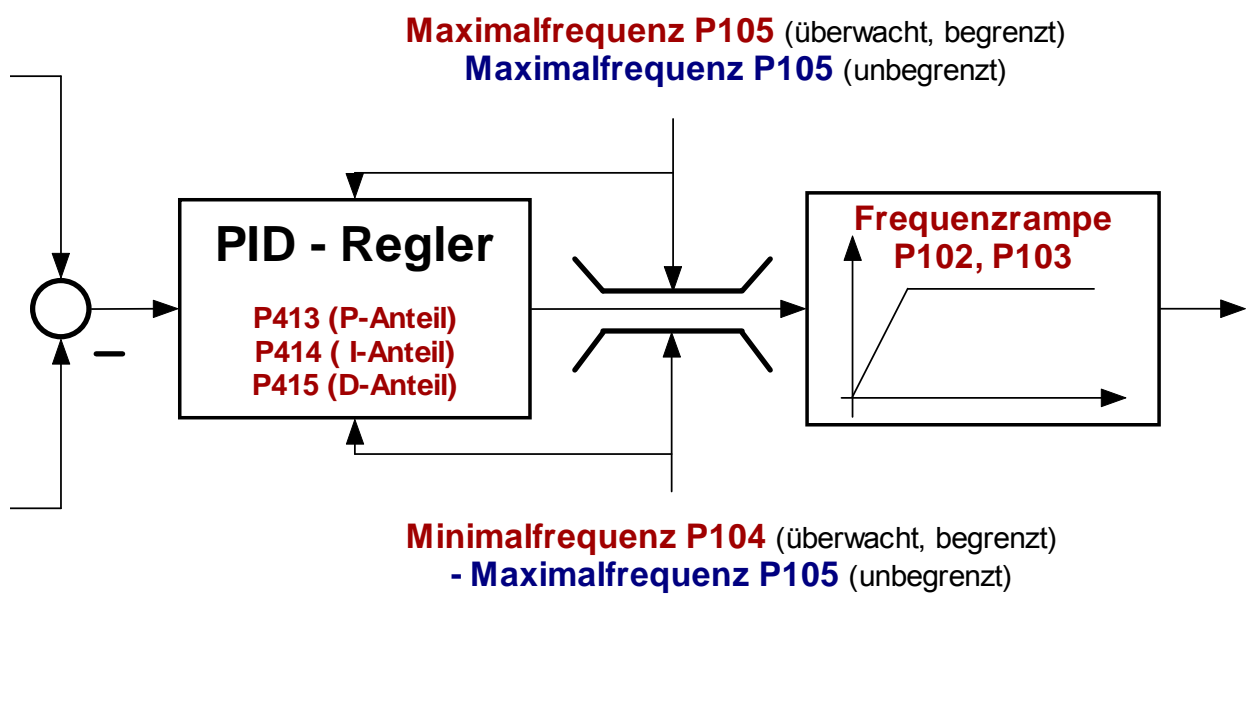 Maximalfrequenz P105 (überwacht, begrenzt)
Maximalfrequenz P105 (unbegrenzt)
PID - Regler
P413 (P-Anteil)
P414 ( I-Anteil)
P415 (D-Anteil)
Frequenzrampe
P102, P103
Minimalfrequenz P104 (überwacht, begrenzt)
- Maximalfrequenz P105 (unbegrenzt)